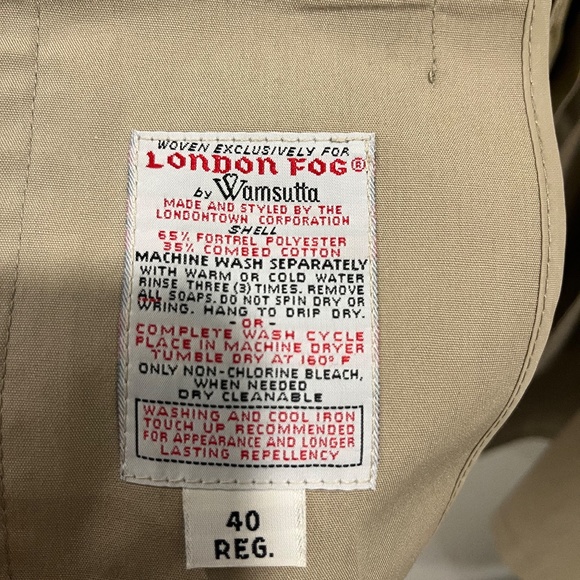 WOVEN EXCLUSIVELY FOR
LONDON FOG®
by Wamsutta
MADE AND STYLED BY THE
LONDONTOWN CORPORATION
SHELL
65% FORTREL POLYESTER
35% COMBED COTTON
MACHINE WASH SEPARATELY
WITH WARM OR COLD WATER
RINSE THREE (3) TIMES. REMOVE
ALL SOAPS. DO NOT SPIN DRY OR
WRING. HANG TO DRIP DRY.
-OR-
COMPLETE WASH CYCLE
PLACE IN MACHINE DRYER
TUMBLE DRY AT 160° F
ONLY NON-CHLORINE BLEACH,
WHEN NEEDED
DRY CLEANABLE
WASHING AND COOL IRON
TOUCH UP RECOMMENDED
FOR APPEARANCE AND LONGER
LASTING REPELLENCY
40
REG.